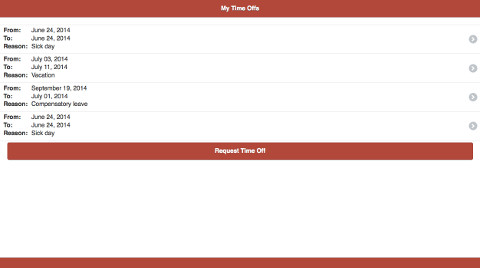 My Time Offs
From: June 24, 2014
To: June 24, 2014
Reason: Sick day
From: July 03, 2014
To: July 11, 2014
Reason: Vacation
From: September 19, 2014
To: July 01, 2014
Reason: Compensatory leave
From: June 24, 2014
To: June 24, 2014
Reason: Sick day
Request Time Off